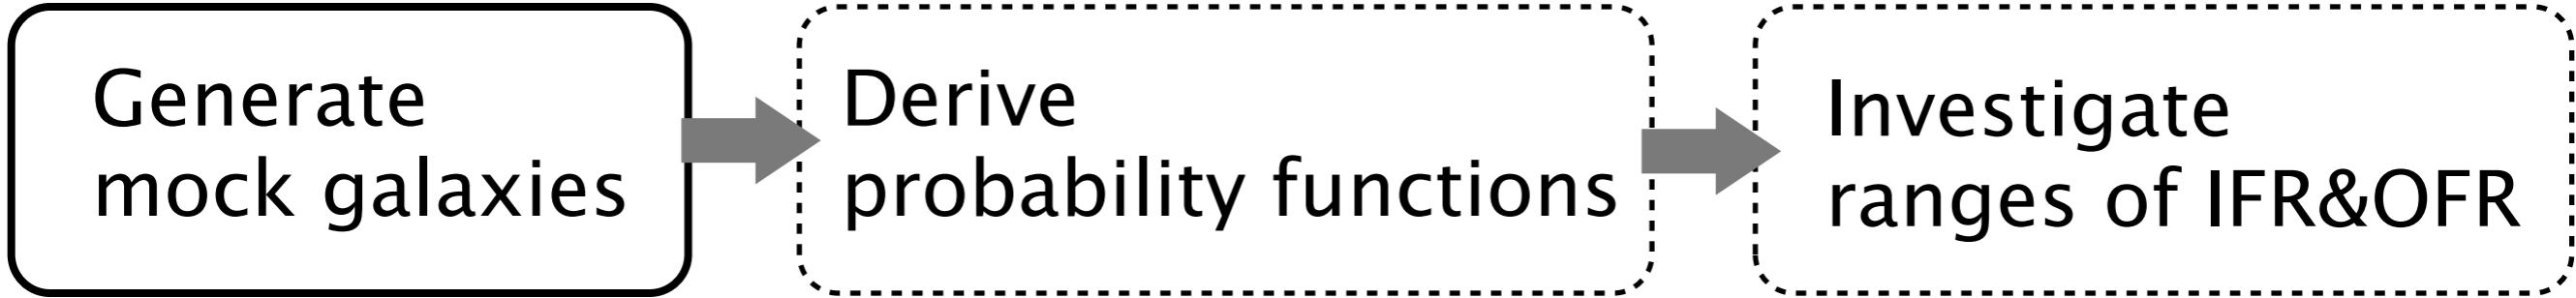 Generate
mock galaxies
Derive
probability functions
Investigate
ranges of IFR&OFR